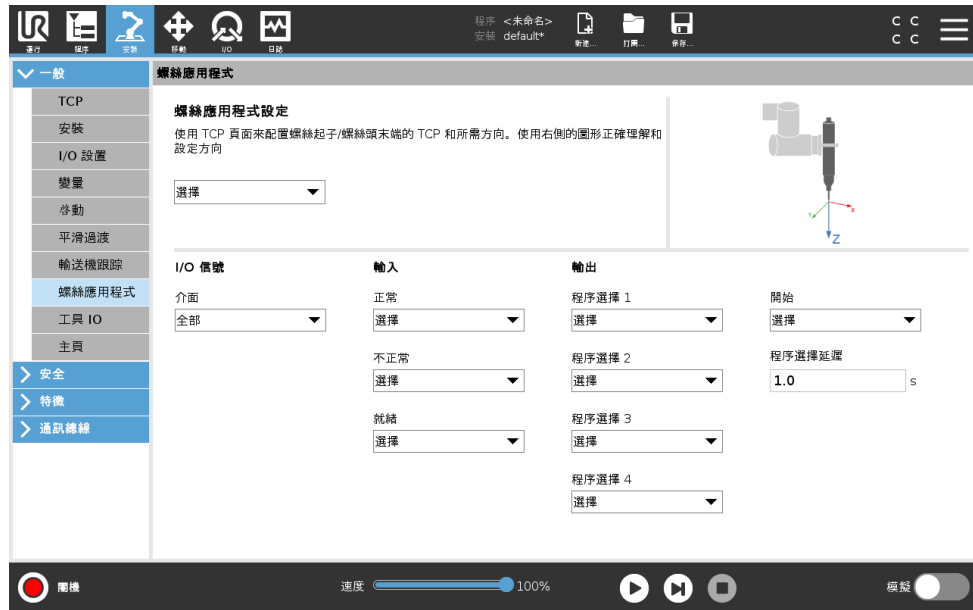 UR
程序 <未命名>
安裝 default*
運行
程序
安裝
移動
I/O
日誌
新建...
打開...
保存...
C C
C C
一般
螺絲應用程式
TCP
安裝
I/O 設置
變量
啓動
平滑過渡
輸送機跟踪
螺絲應用程式
工具 IO
主頁
安全
特徵
通訊總線
螺絲應用程式設定
使用 TCP 頁面來配置螺絲起子/螺絲頭末端的 TCP 和所需方向。使用右側的圖形正確理解和
設定方向
選擇
Y
X
Z
I/O 信號
輸入
輸出
介面
全部
正常
選擇
不正常
選擇
就緒
選擇
程序選擇 1
選擇
程序選擇 2
選擇
程序選擇 3
選擇
程序選擇 4
選擇
開始
選擇
程序選擇延遲
1.0 s
關機
速度 100%
模擬